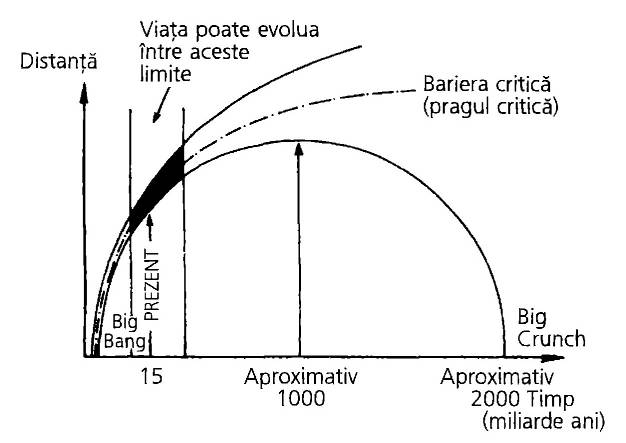 Viața poate evolua
între aceste
limite
Distanță
Bariera critică
(pragul critică)
PREZENT
Big
Bang
Big
Crunch
15
Aproximativ
1000
Aproximativ
2000 Timp
(miliarde ani)